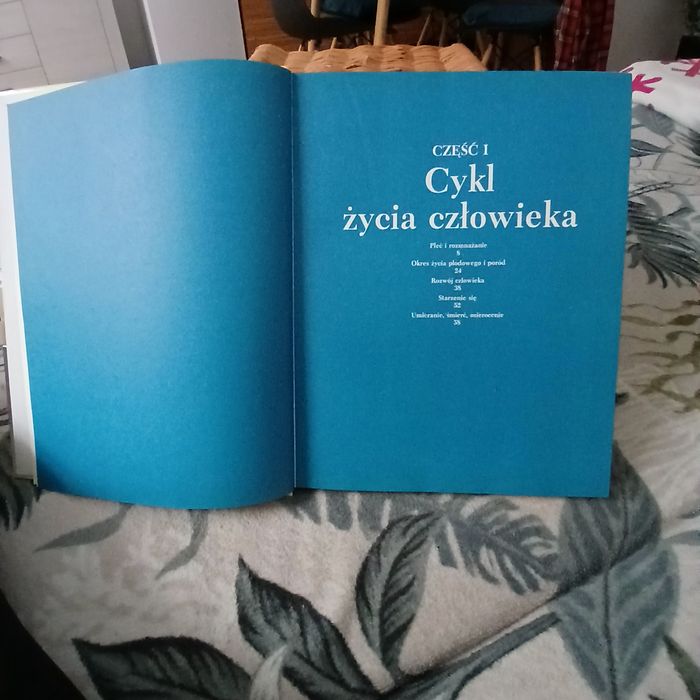 CZĘŚĆ I
Cykl
życia człowieka
Płeć i rozmnażanie
8
Okres życia płodowego i poród
24
Rozwój człowieka
38
Starzenie się
52
Umieranie, śmierć, osierocenie
58